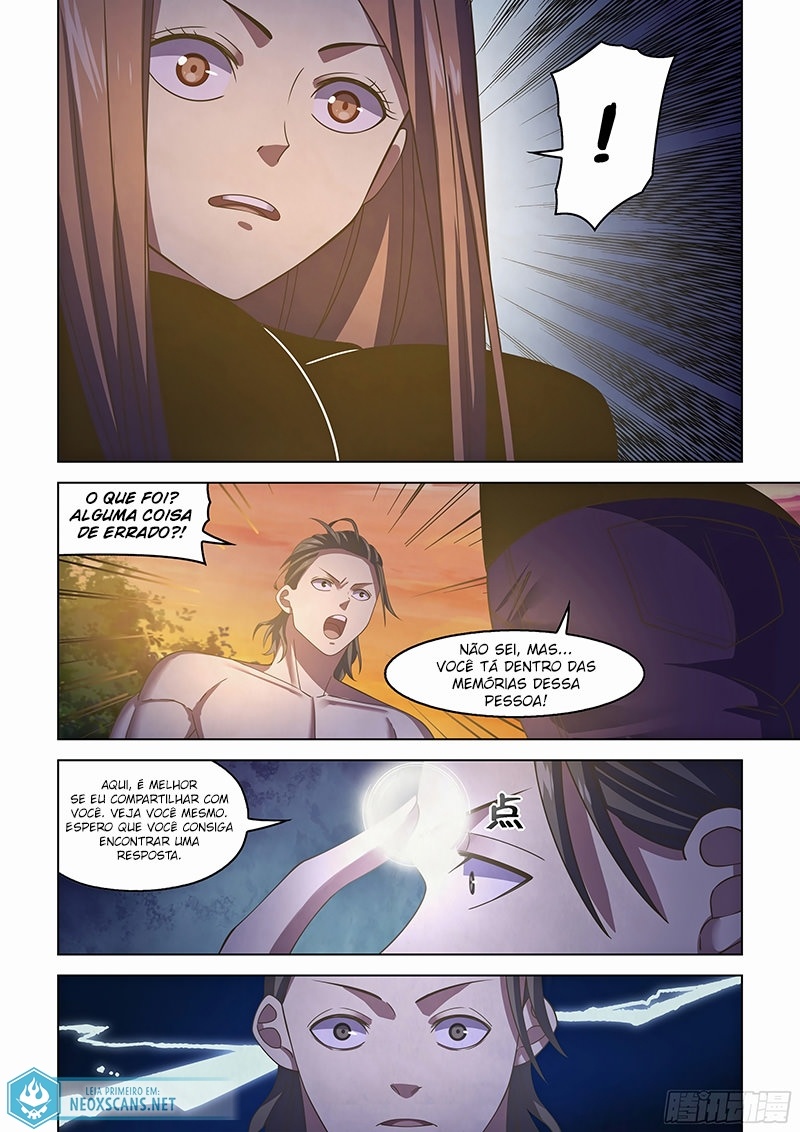 !
O QUE FOI?
ALGUMA COISA
DE ERRADO?!
NÃO SEI, MAS...
VOCÊ TÁ DENTRO DAS
MEMÓRIAS DESSA
PESSOA!
AQUI, É MELHOR
SE EU COMPARTILHAR COM
VOCÊ. VEJA VOCÊ MESMO.
ESPERO QUE VOCÊ CONSIGA
ENCONTRAR UMA
RESPOSTA.
点
LEIA PRIMEIRO EM:
NEOXSCANS.NET
腾讯动漫